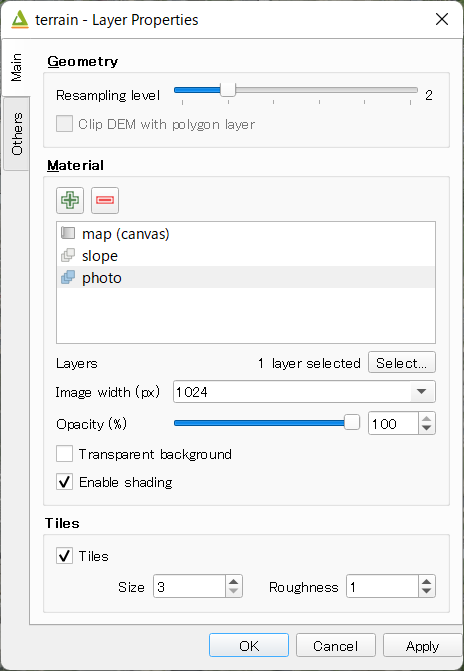 terrain - Layer Properties
Main
Others
Geometry
Resampling level 2
Clip DEM with polygon layer
Material
map (canvas)
slope
photo
Layers 1 layer selected Select...
Image width (px) 1024
Opacity (%) 100
Transparent background
Enable shading
Tiles
Tiles
Size 3 Roughness 1
OK Cancel Apply